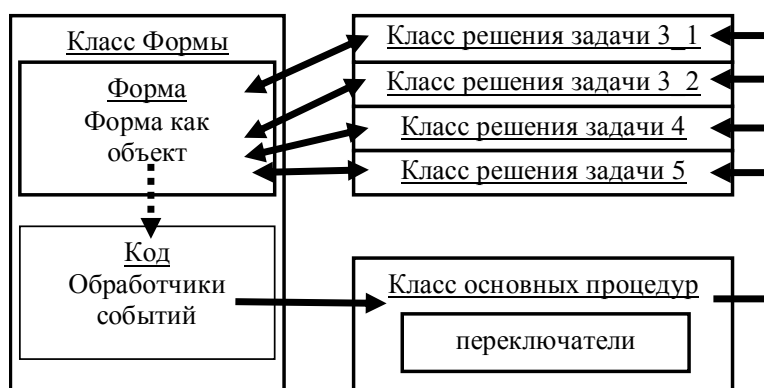 Класс Формы
Форма
Форма как
объект
Код
Обработчики
событий
Класс решения задачи 3_1
Класс решения задачи 3_2
Класс решения задачи 4
Класс решения задачи 5
Класс основных процедур
переключатели